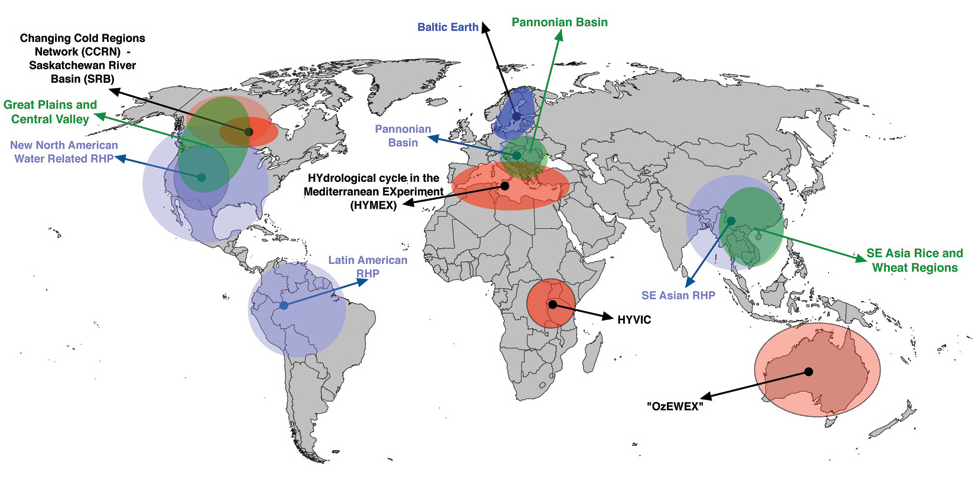 Baltic Earth
Pannonian Basin
Changing Cold Regions
Network (CCRN)  -
Saskatchewan River
Basin (SRB)
Great Plains and
Central Valley
New North American
Water Related RHP
Pannonian
Basin
HYdrological cycle in the
Mediterranean EXperiment
(HYMEX)
Latin American
RHP
SE Asia Rice and
Wheat Regions
SE Asian RHP
HYVIC
"OzEWEX"